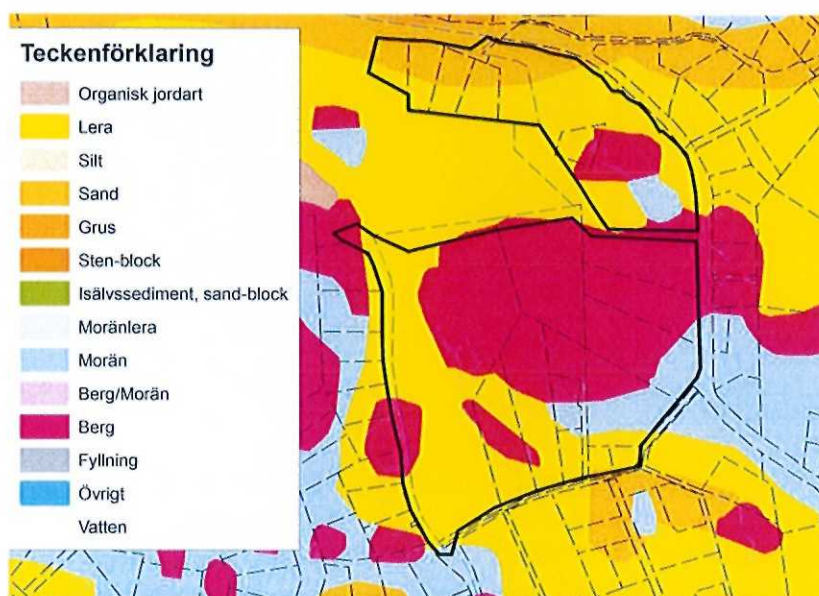 Teckenförklaring
Organisk jordart
Lera
Silt
Sand
Grus
Sten-block
Isälvssediment, sand-block
Moränlera
Morän
Berg/Morän
Berg
Fyllning
Övrigt
Vatten